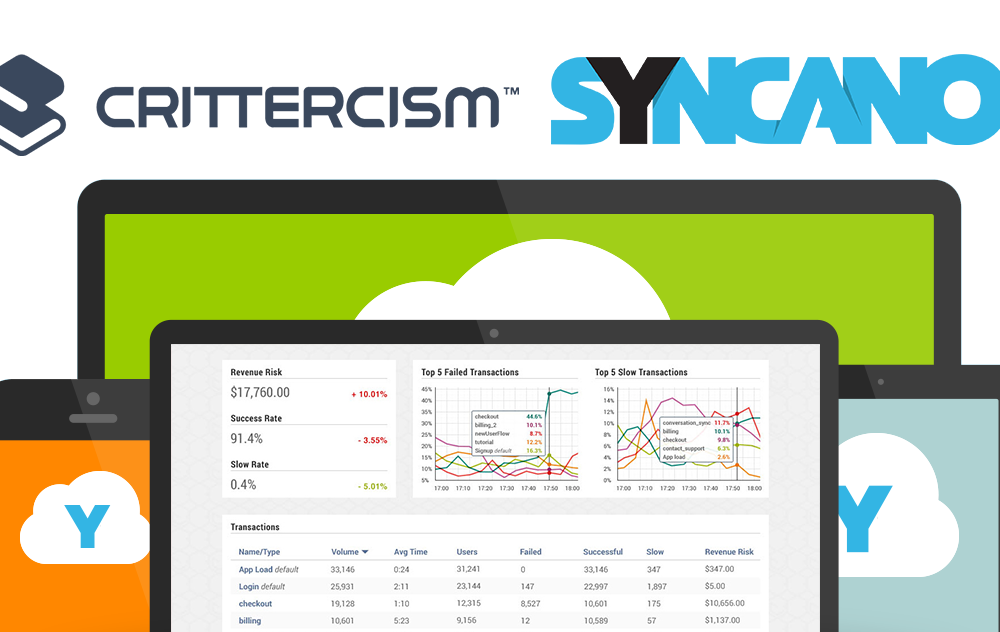 CRITTERCISM™ SYNCANO
Revenue Risk
$17,760.00 + 10.01%
Success Rate
91.4% - 3.55%
Slow Rate
0.4% - 5.01%
Top 5 Failed Transactions
45%
40%
35%
30%
25%
20%
15%
10%
5%
checkout 44.6%
billing_2 10.1%
newUserFlow 8.7%
tutorial 12.2%
Signup default 16.3%
17:00 17:10 17:20 17:30 17:40 17:50 18:00
Top 5 Slow Transactions
16%
14%
12%
10%
8%
6%
4%
2%
0%
conversation_sync 11.7%
billing 10.1%
checkout 9.8%
contact_support 6.3%
App load 2.6%
17:00 17:10 17:20 17:30 17:40 17:50 18:00
Transactions
Name/Type Volume Avg Time Users Failed Successful Slow Revenue Risk
App Load default 33,146 0:24 31,241 0 33,146 347 $347.00
Login default 25,931 2:11 23,144 147 22,997 1,897 $5.00
checkout 19,128 1:10 12,315 8,527 10,601 175 $10,656.00
billing 10,601 5:23 9,156 12 10,589 57 $1,137.00
Y
Y